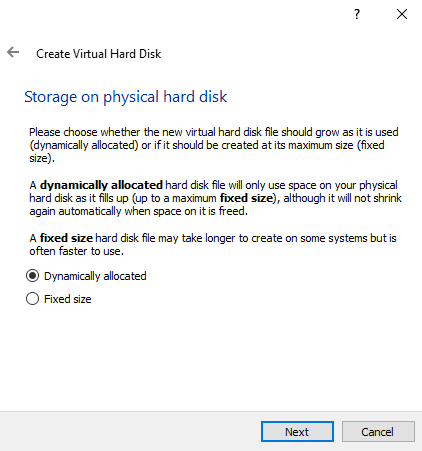 ?
Create Virtual Hard Disk
Storage on physical hard disk
Please choose whether the new virtual hard disk file should grow as it is used
(dynamically allocated) or if it should be created at its maximum size (fixed
size).
A dynamically allocated hard disk file will only use space on your physical
hard disk as it fills up (up to a maximum fixed size), although it will not shrink
again automatically when space on it is freed.
A fixed size hard disk file may take longer to create on some systems but is
often faster to use.
Dynamically allocated
Fixed size
Next Cancel